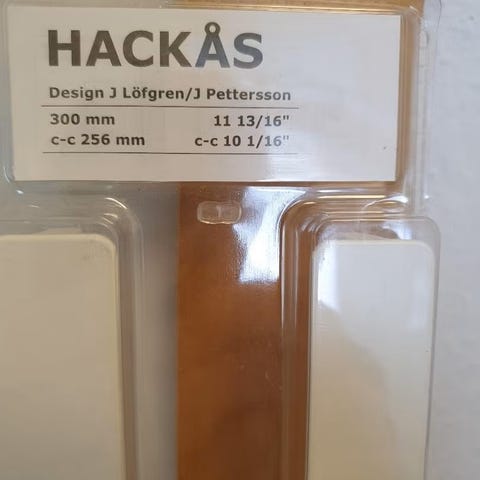 HACKÅS
Design J Löfgren/J Pettersson
300 mm 11 13/16"
c-c 256 mm c-c 10 1/16"